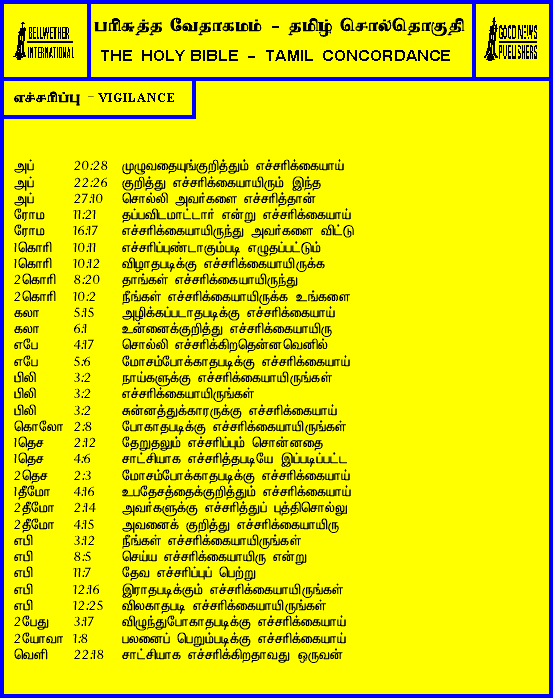 BELLWETHER
INTERNATIONAL
பரிசுத்த வேதாகமம் - தமிழ் சொல்தொகுதி
THE HOLY BIBLE - TAMIL CONCORDANCE
GOOD NEWS
PUBLISHERS
எச்சரிப்பு - VIGILANCE
அப் 20:28 முழுவதையுங்குறித்தும் எச்சரிக்கையாய்
அப் 22:26 குறித்து எச்சரிக்கையாயிரும் இந்த
அப் 27:10 சொல்லி அவர்களை எச்சரித்தான்
ரோம 11:21 தப்பவிடமாட்டார் என்று எச்சரிக்கையாய்
ரோம 16:17 எச்சரிக்கையாயிருந்து அவர்களை விட்டு
1கொரி 10:11 எச்சரிப்புண்டாகும்படி எழுதப்பட்டும்
1கொரி 10:12 விழாதபடிக்கு எச்சரிக்கையாயிருக்க
2கொரி 8:20 தாங்கள் எச்சரிக்கையாயிருந்து
2கொரி 10:2 நீங்கள் எச்சரிக்கையாயிருக்க உங்களை
கலா 5:15 அழிக்கப்படாதபடிக்கு எச்சரிக்கையாய்
கலா 6:1 உன்னைக்குறித்து எச்சரிக்கையாயிரு
எபே 4:17 சொல்லி எச்சரிக்கிறதென்னவெனில்
எபே 5:6 மோசம்போக்காதபடிக்கு எச்சரிக்கையாய்
பிலி 3:2 நாய்களுக்கு எச்சரிக்கையாயிருங்கள்
பிலி 3:2 எச்சரிக்கையாயிருங்கள்
பிலி 3:2 சுன்னத்துக்காரருக்கு எச்சரிக்கையாய்
கொலோ 2:8 போகாதபடிக்கு எச்சரிக்கையாயிருங்கள்
1தெச 2:12 தேறுதலும் எச்சரிப்பும் சொன்னதை
1தெச 4:6 சாட்சியாக எச்சரித்தபடியே இப்படிப்பட்ட
2தெச 2:3 மோசம்போக்காதபடிக்கு எச்சரிக்கையாய்
1தீமோ 4:16 உபதேசத்தைக்குறித்தும் எச்சரிக்கையாய்
2தீமோ 2:14 அவர்களுக்கு எச்சரித்துப் புத்திசொல்லு
2தீமோ 4:15 அவனைக் குறித்து எச்சரிக்கையாயிரு
எபி 3:12 நீங்கள் எச்சரிக்கையாயிருங்கள்
எபி 8:5 செய்ய எச்சரிக்கையாயிரு என்று
எபி 11:7 தேவ எச்சரிப்புப் பெற்று
எபி 12:16 இராதபடிக்கும் எச்சரிக்கையாயிருங்கள்
எபி 12:25 விலகாதபடி எச்சரிக்கையாயிருங்கள்
2பேது 3:17 விழுந்துபோகாதபடிக்கு எச்சரிக்கையாய்
2யோவா 1:8 பலனைப் பெறும்படிக்கு எச்சரிக்கையாய்
வெளி 22:18 சாட்சியாக எச்சரிக்கிறதாவது ஒருவன்